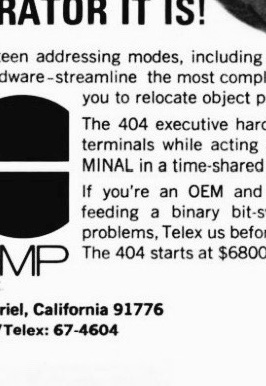 RATOR IT IS!
teen addressing modes, including
dware-streamline the most compl
you to relocate object p
The 404 executive hard
terminals while acting
MINAL in a time-shared
If you're an OEM and
feeding a binary bit-s
problems, Telex us befor
The 404 starts at $6800
MP
riel, California 91776
/Telex: 67-4604